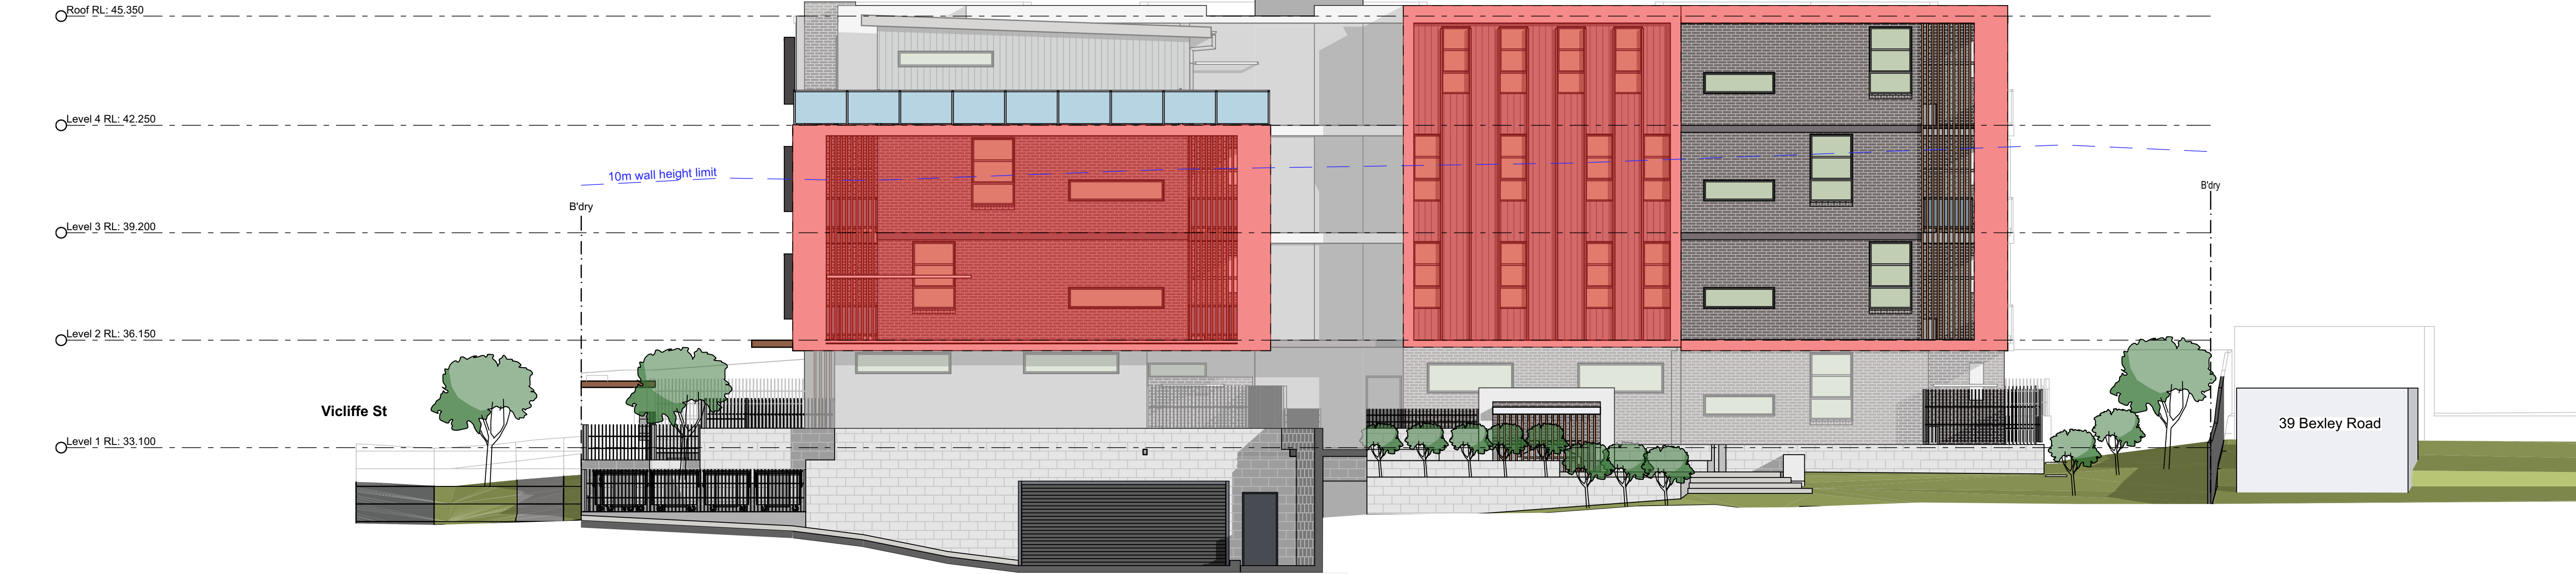 Roof RL: 45.350
Level 4 RL: 42.250
10m wall height limit
B'dry
B'dry
Level 3 RL: 39.200
Level 2 RL: 36.150
Vicliffe St
39 Bexley Road
Level 1 RL: 33.100